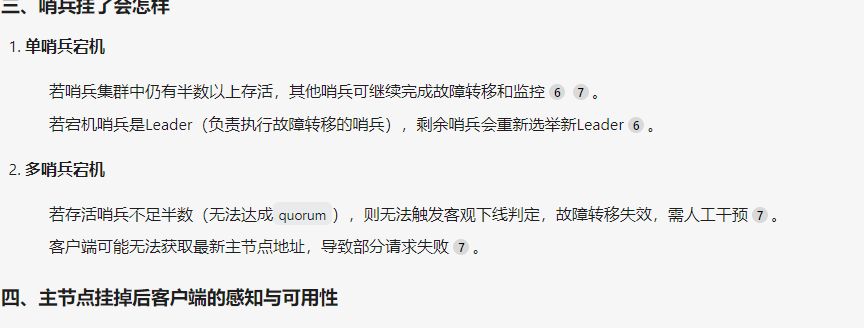 三、哨兵挂了会怎样
1. 单哨兵宕机
若哨兵集群中仍有半数以上存活，其他哨兵可继续完成故障转移和监控 6 7 。
若宕机哨兵是Leader（负责执行故障转移的哨兵），剩余哨兵会重新选举新Leader 6 。
2. 多哨兵宕机
若存活哨兵不足半数（无法达成 quorum ），则无法触发客观下线判定，故障转移失效，需人工干预 7 。
客户端可能无法获取最新主节点地址，导致部分请求失败 7 。
四、主节点挂掉后客户端的感知与可用性